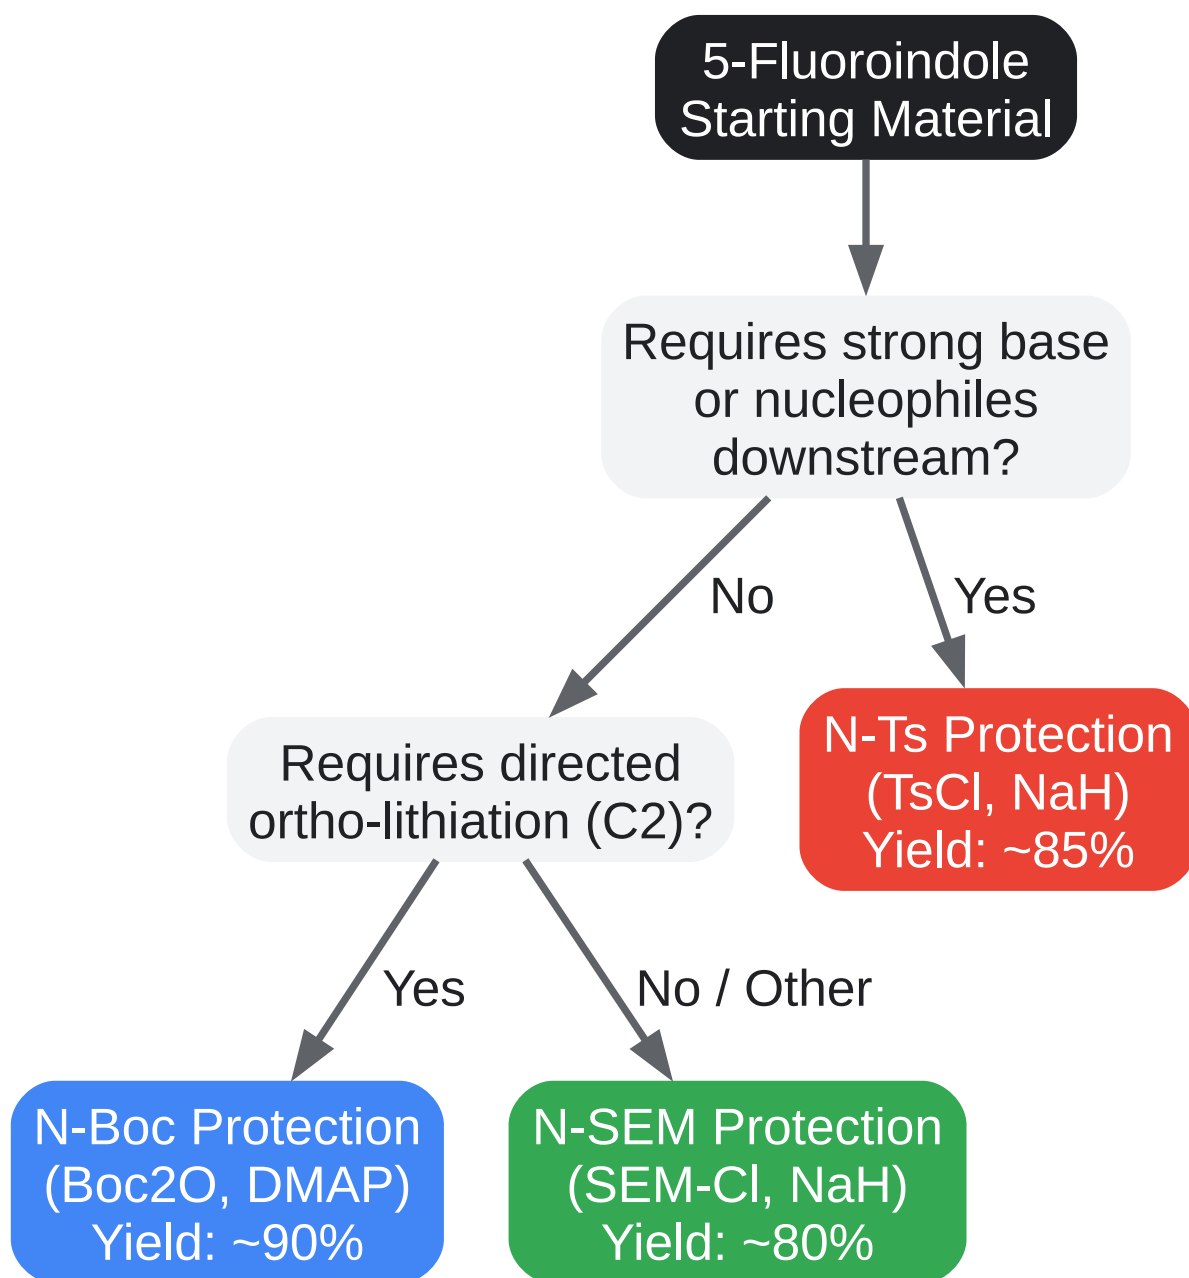 5-Fluoroindole
Starting Material
Requires strong base
or nucleophiles
downstream?
No
Yes
N-Ts Protection
(TsCl, NaH)
Yield: ~85%
Requires directed
ortho-lithiation (C2)?
Yes
No / Other
N-Boc Protection
(Boc2O, DMAP)
Yield: ~90%
N-SEM Protection
(SEM-Cl, NaH)
Yield: ~80%